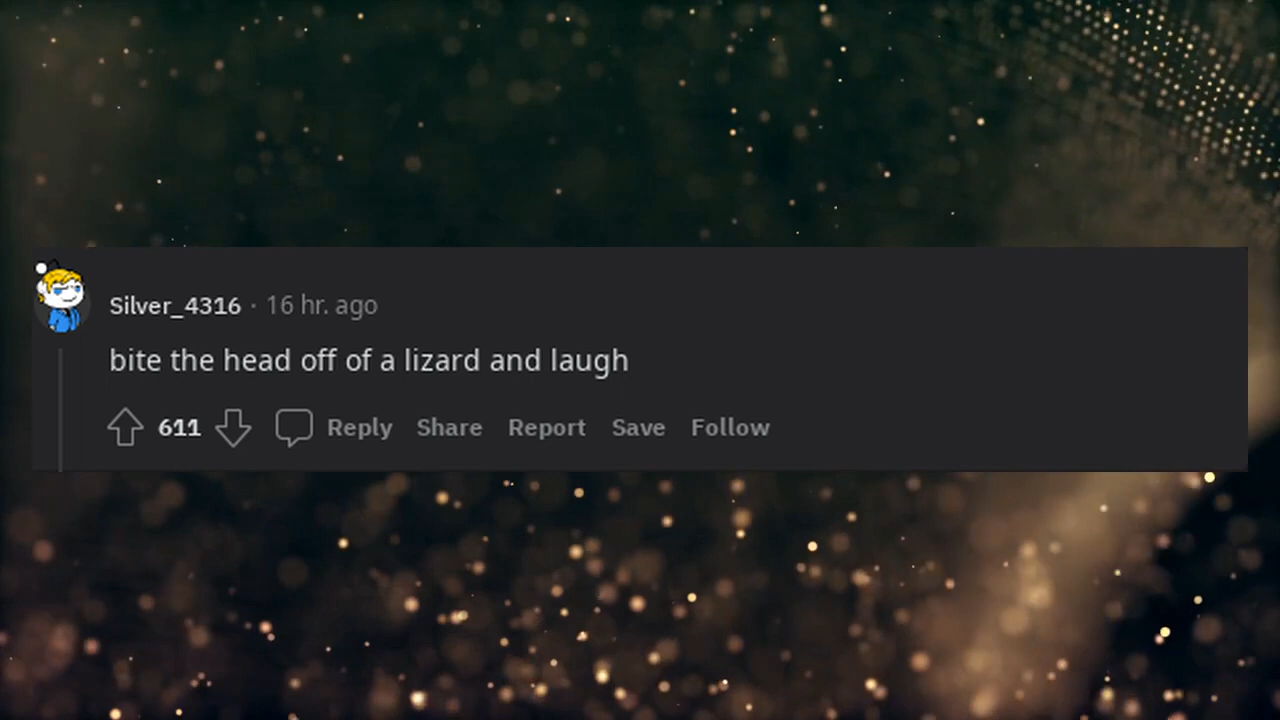 Silver_4316 · 16 hr. ago
bite the head off of a lizard and laugh
611 Reply Share Report Save Follow